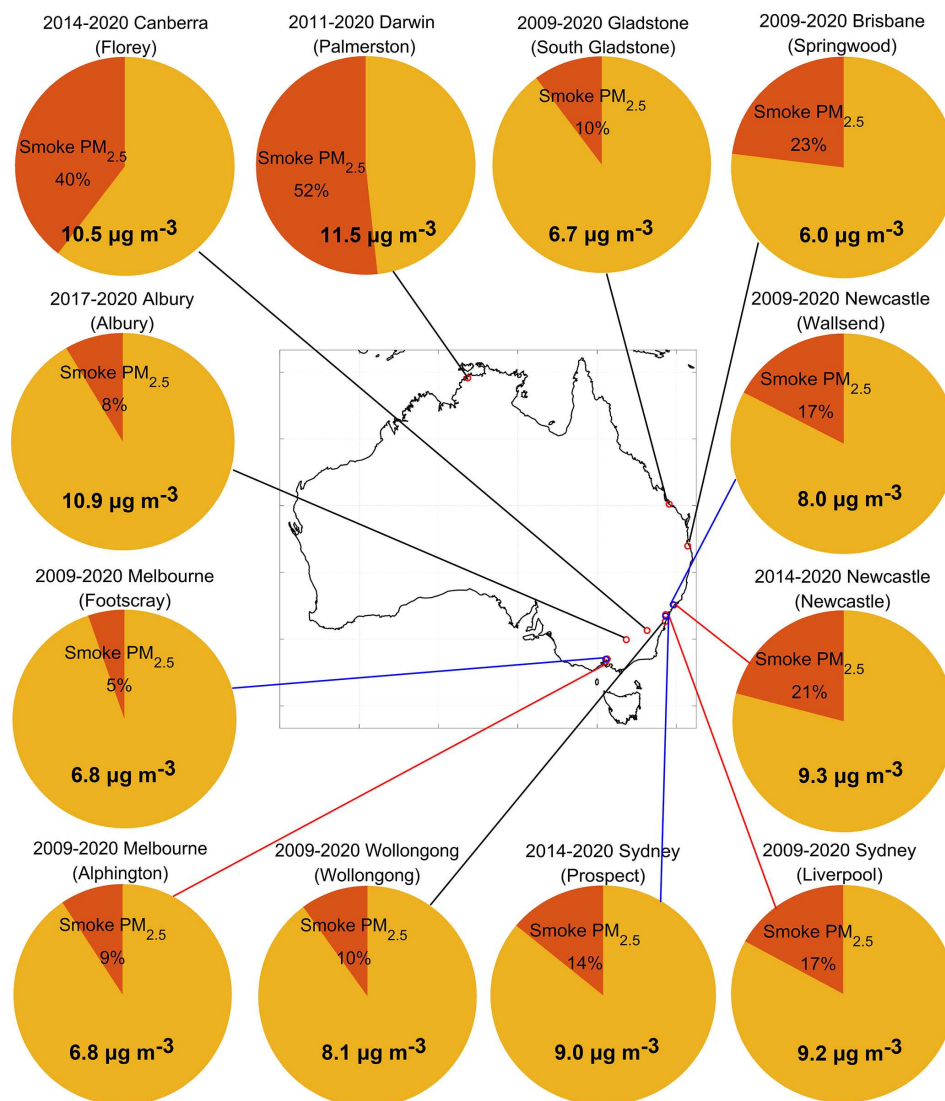 2014-2020 Canberra
(Florey)
Smoke PM2.5
40%
10.5 µg m-3
2011-2020 Darwin
(Palmerston)
Smoke PM2.5
52%
11.5 µg m-3
2009-2020 Gladstone
(South Gladstone)
Smoke PM2.5
10%
6.7 µg m-3
2009-2020 Brisbane
(Springwood)
Smoke PM2.5
23%
6.0 µg m-3
2017-2020 Albury
(Albury)
Smoke PM2.5
8%
10.9 µg m-3
2009-2020 Newcastle
(Wallsend)
Smoke PM2.5
17%
8.0 µg m-3
2009-2020 Melbourne
(Footscray)
Smoke PM2.5
5%
6.8 µg m-3
2014-2020 Newcastle
(Newcastle)
Smoke PM2.5
21%
9.3 µg m-3
2009-2020 Melbourne
(Alphington)
Smoke PM2.5
9%
6.8 µg m-3
2009-2020 Wollongong
(Wollongong)
Smoke PM2.5
10%
8.1 µg m-3
2014-2020 Sydney
(Prospect)
Smoke PM2.5
14%
9.0 µg m-3
2009-2020 Sydney
(Liverpool)
Smoke PM2.5
17%
9.2 µg m-3